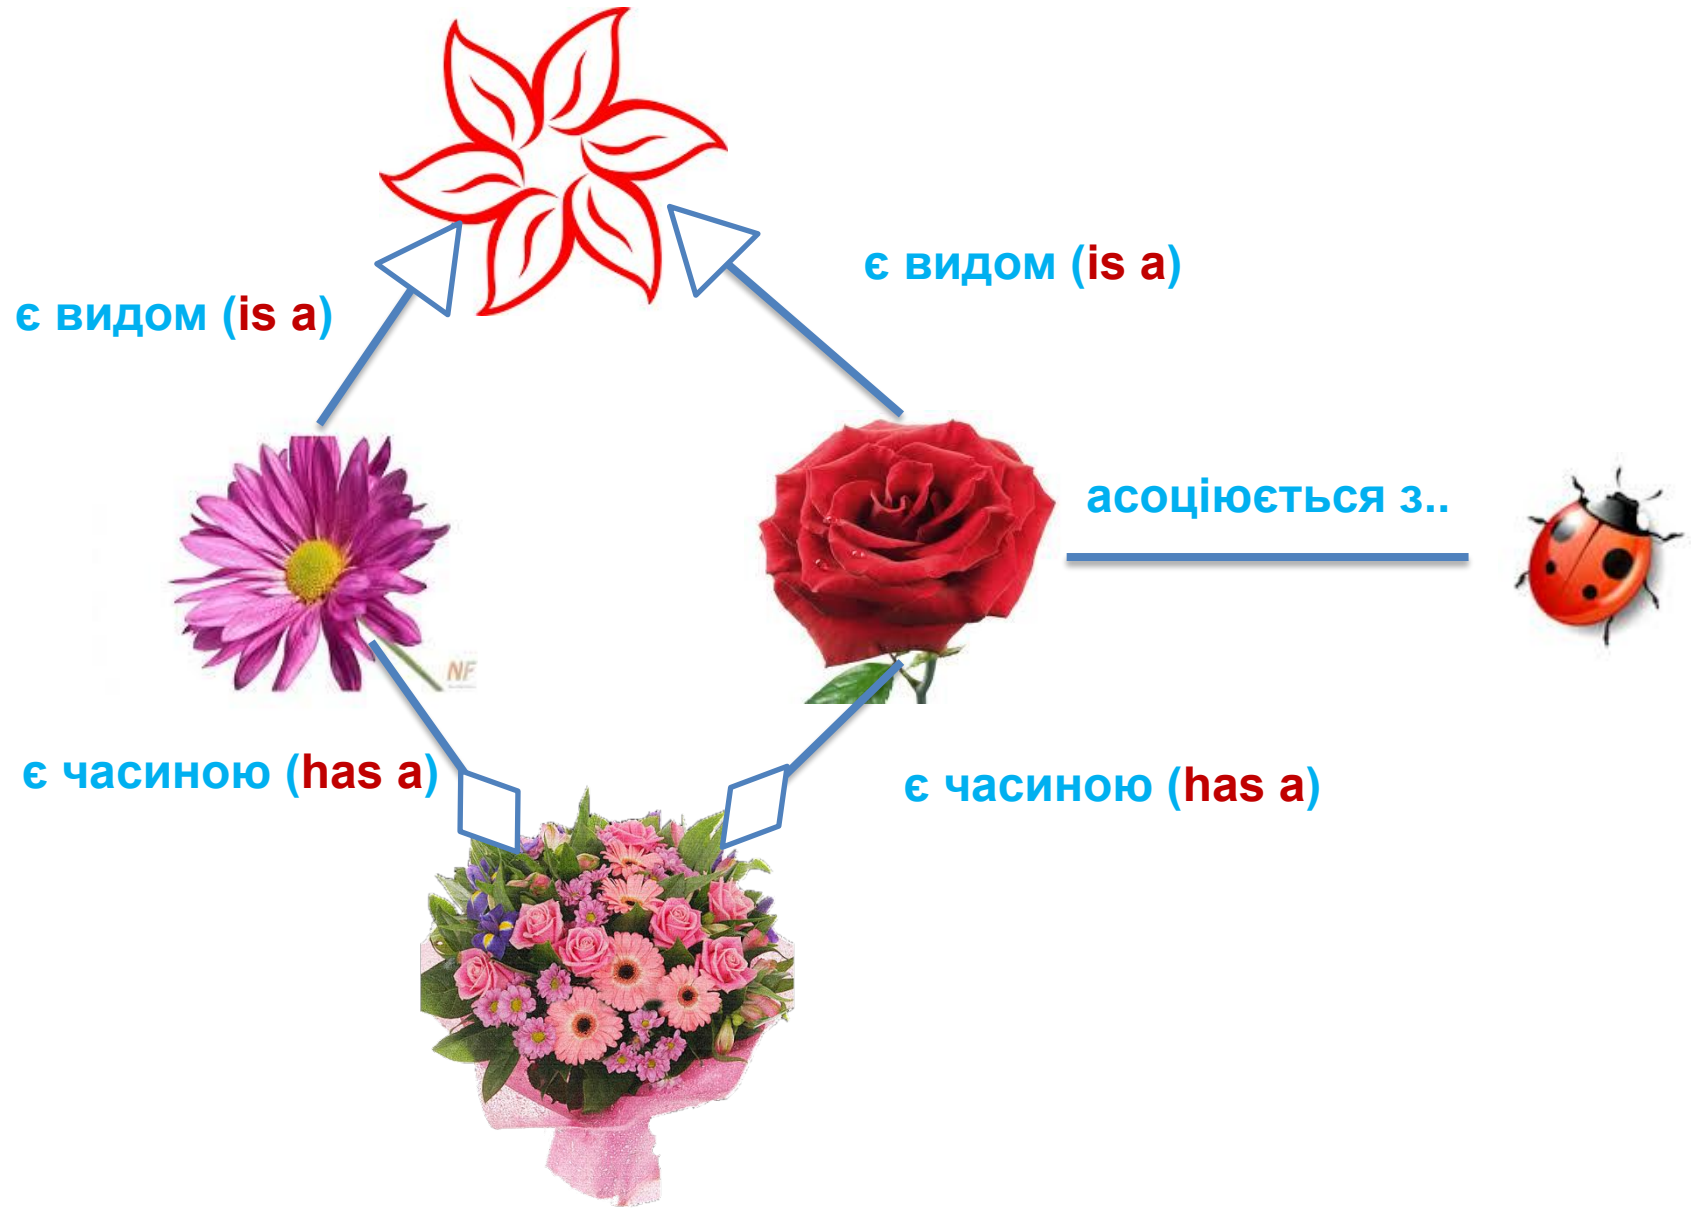 є видом (is a)
є видом (is a)
асоціюється з..
NF
є часиною (has a)
є часиною (has a)